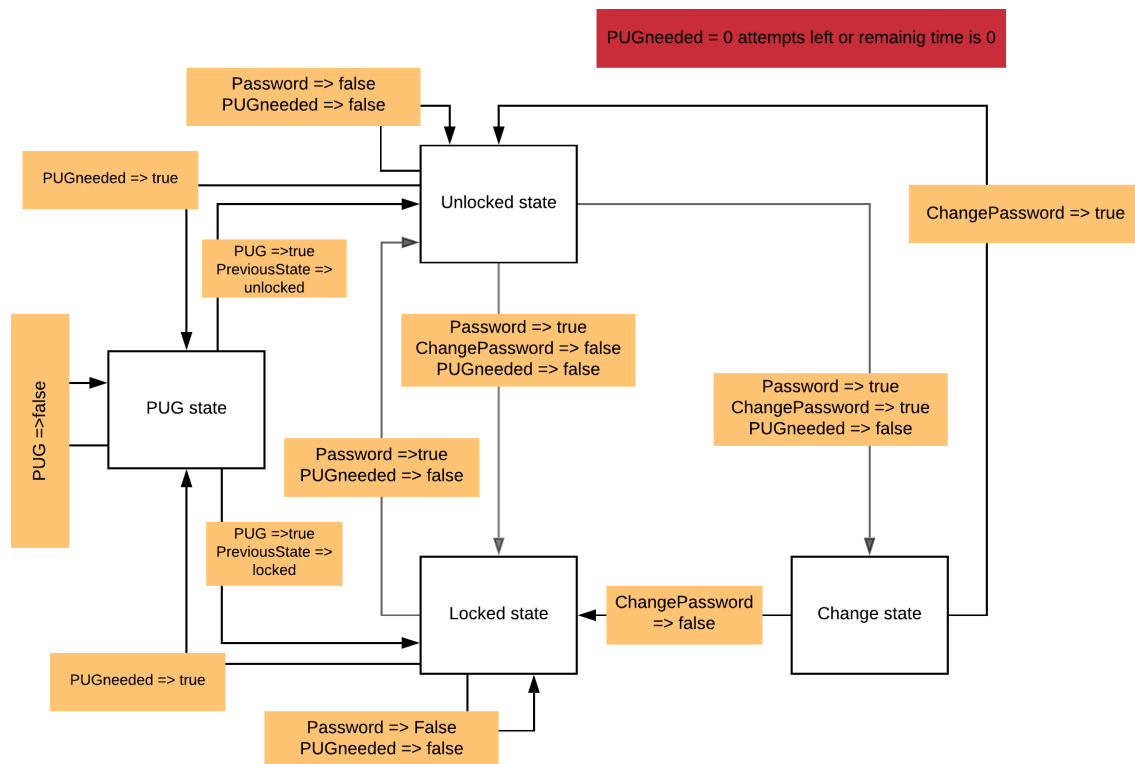 PUGneeded = 0 attempts left or remainig time is 0
Password => false
PUGneeded => false
PUGneeded => true
Unlocked state
ChangePassword => true
PUG =>true
PreviousState =>
unlocked
Password => true
ChangePassword => false
PUGneeded => false
PUG =>false
PUG state
Password => true
ChangePassword => true
PUGneeded => false
Password =>true
PUGneeded => false
PUG =>true
PreviousState =>
locked
Locked state
ChangePassword
=> false
Change state
PUGneeded => true
Password => False
PUGneeded => false